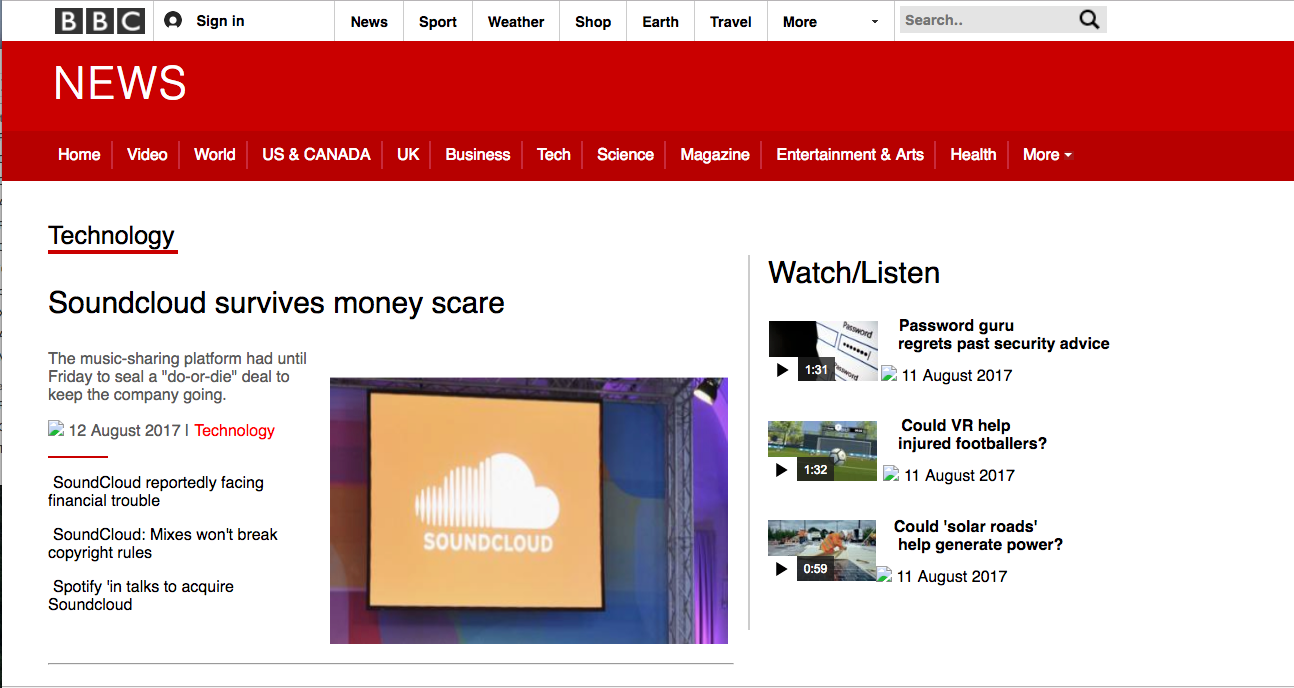 BBC
Sign in
News
Sport
Weather
Shop
Earth
Travel
More
Search..
NEWS
Home
Video
World
US & CANADA
UK
Business
Tech
Science
Magazine
Entertainment & Arts
Health
More
Technology
Soundcloud survives money scare
The music-sharing platform had until
Friday to seal a "do-or-die" deal to
keep the company going.
12 August 2017 | Technology
SoundCloud reportedly facing
financial trouble
SoundCloud: Mixes won't break
copyright rules
Spotify 'in talks to acquire
Soundcloud
SOUNDCLOUD
Watch/Listen
Password
Password
1:31
Password guru
regrets past security advice
11 August 2017
1:32
Could VR help
injured footballers?
11 August 2017
0:59
Could 'solar roads'
help generate power?
11 August 2017